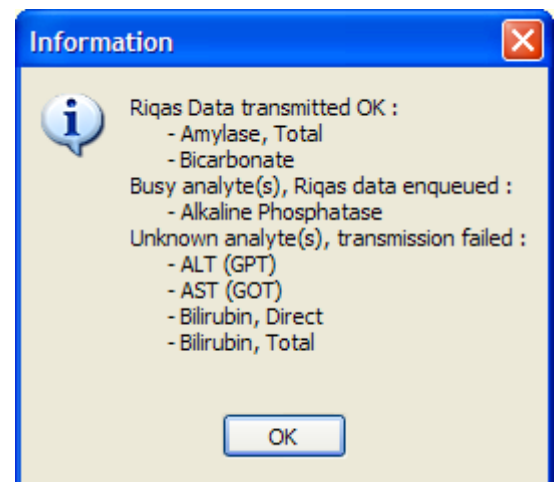 Information
Riqas Data transmitted OK :
- Amylase, Total
- Bicarbonate
Busy analyte(s), Riqas data enqueued :
- Alkaline Phosphatase
Unknown analyte(s), transmission failed :
- ALT (GPT)
- AST (GOT)
- Bilirubin, Direct
- Bilirubin, Total
OK